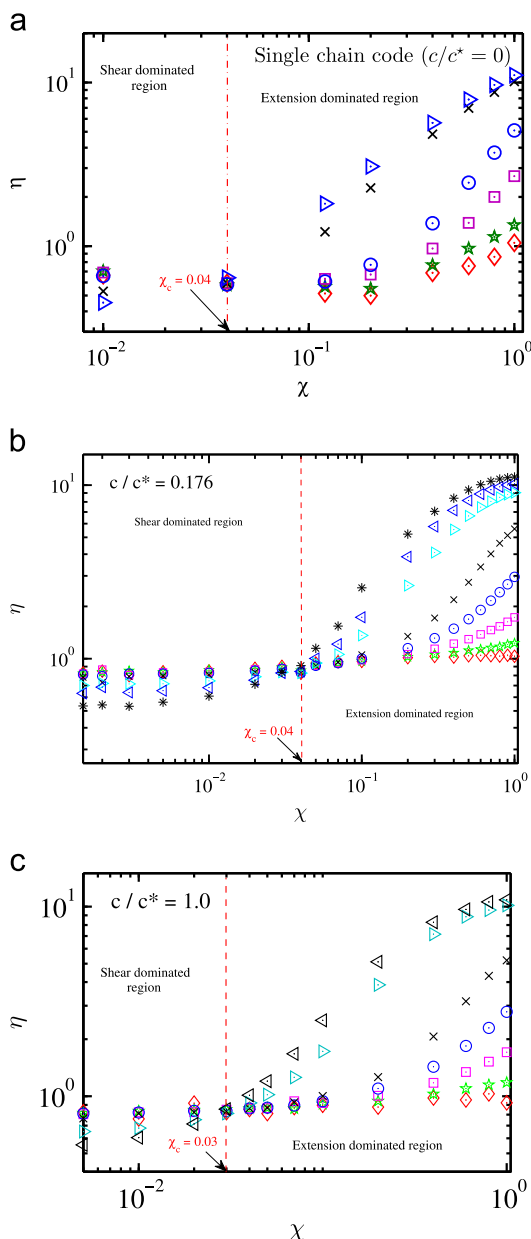 a
Single chain code (c/c⋆ = 0)
Shear dominated
region
Extension dominated region
10¹
η
10⁰
χc = 0.04
10⁻²
10⁻¹
10⁰
χ
b
c / c* = 0.176
Shear dominated region
10¹
η
10⁰
Extension dominated region
χc = 0.04
10⁻²
10⁻¹
10⁰
χ
c
c / c* = 1.0
10¹
Shear dominated
region
η
10⁰
χc = 0.03
Extension dominated region
10⁻²
10⁻¹
10⁰
χ